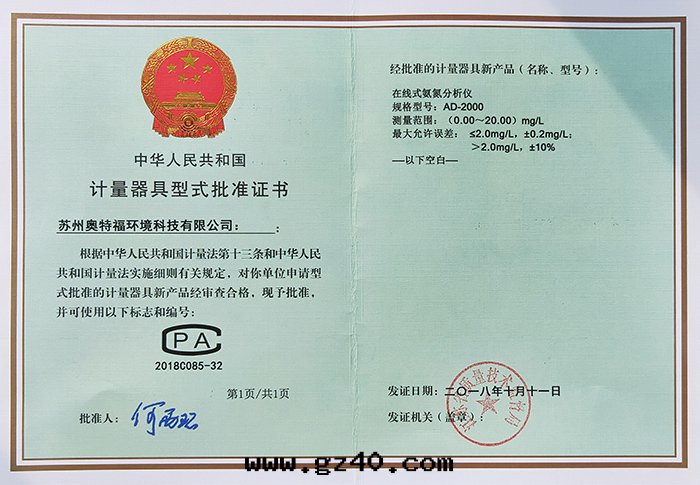 中华人民共和国
计量器具型式批准证书
苏州奥特福环境科技有限公司：    ：
根据中华人民共和国计量法第十三条和中华人民
共和国计量法实施细则有关规定，对你单位申请型
式批准的计量器具新产品经审查合格，现予批准，
并可使用以下标志和编号：
CPA
2018C085-32
第1页/共1页
批准人：
经批准的计量器具新产品（名称、型号）：
在线式氨氮分析仪
规格型号：AD-2000
测量范围：（0.00～20.00）mg/L
最大允许误差： ≤2.0mg/L，±0.2mg/L；
＞2.0mg/L，±10%
——以下空白——
发证日期：二〇一八年十月十一日
发证机关（盖章）：
www.gz40.com